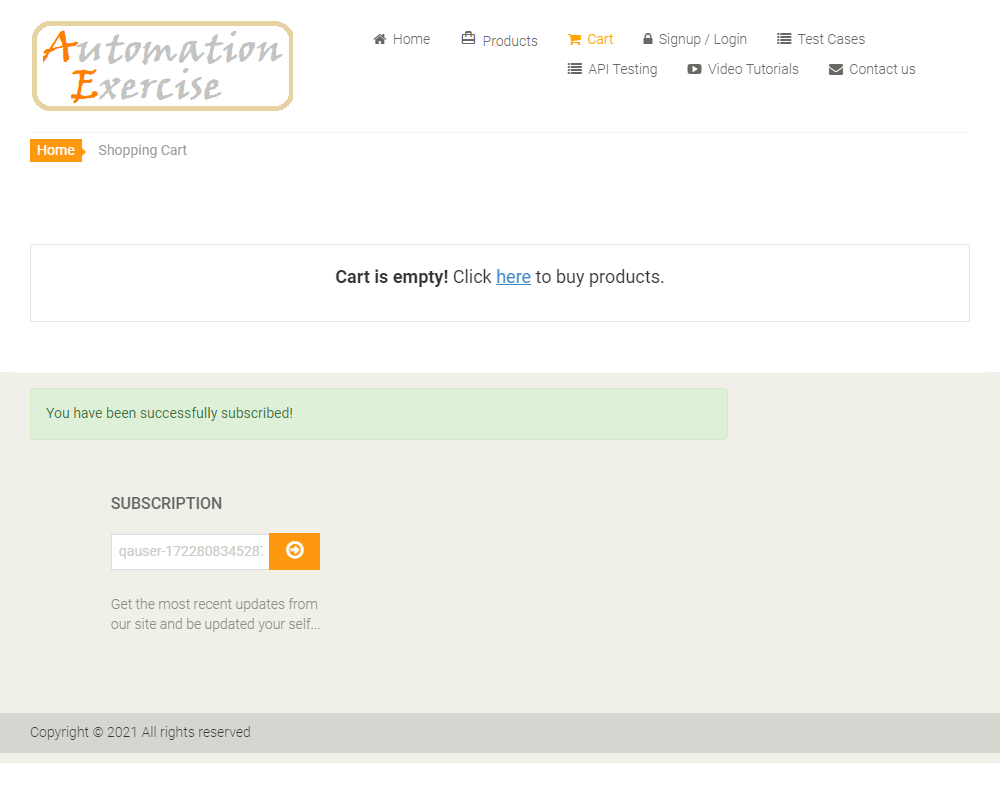 Automation
Exercise
Home
Products
Cart
Signup / Login
Test Cases
API Testing
Video Tutorials
Contact us
Home
Shopping Cart
Cart is empty! Click here to buy products.
You have been successfully subscribed!
SUBSCRIPTION
qauser-1722808345287
Get the most recent updates from
our site and be updated your self...
Copyright © 2021 All rights reserved